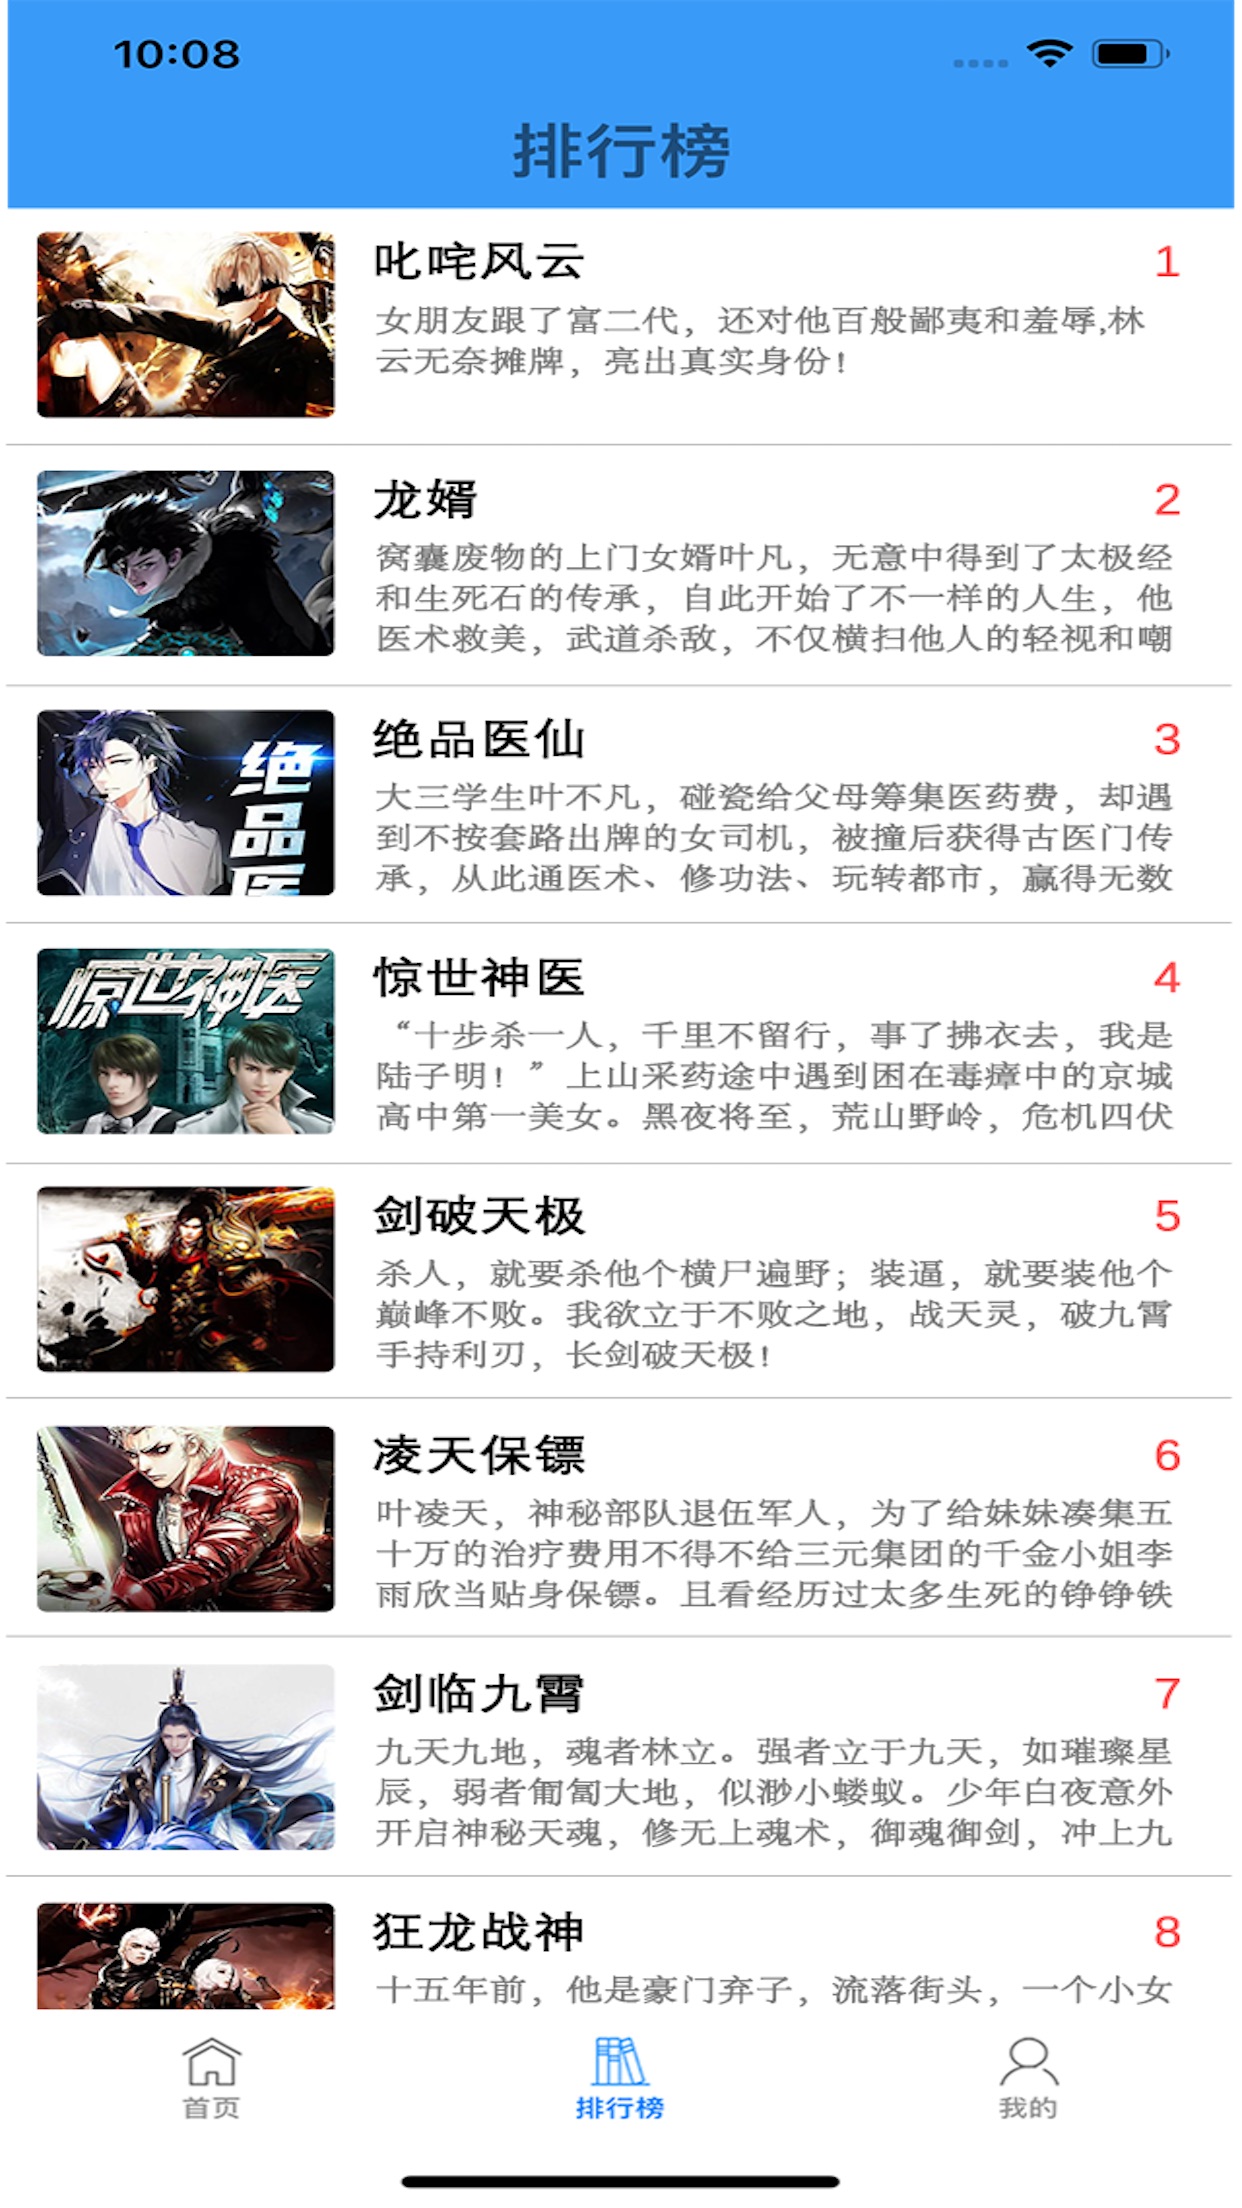 10:08
排行榜
叱咤风云
1
女朋友跟了富二代，还对他百般鄙夷和羞辱,林
云无奈摊牌，亮出真实身份！
龙婿
2
窝囊废物的上门女婿叶凡，无意中得到了太极经
和生死石的传承，自此开始了不一样的人生，他
医术救美，武道杀敌，不仅横扫他人的轻视和嘲
绝品医
绝品医仙
3
大三学生叶不凡，碰瓷给父母筹集医药费，却遇
到不按套路出牌的女司机，被撞后获得古医门传
承，从此通医术、修功法、玩转都市，赢得无数
惊世神医
惊世神医
4
“十步杀一人，千里不留行，事了拂衣去，我是
陆子明！”上山采药途中遇到困在毒瘴中的京城
高中第一美女。黑夜将至，荒山野岭，危机四伏
剑破天极
5
杀人，就要杀他个横尸遍野；装逼，就要装他个
巅峰不败。我欲立于不败之地，战天灵，破九霄
手持利刃，长剑破天极！
凌天保镖
6
叶凌天，神秘部队退伍军人，为了给妹妹凑集五
十万的治疗费用不得不给三元集团的千金小姐李
雨欣当贴身保镖。且看经历过太多生死的铮铮铁
剑临九霄
7
九天九地，魂者林立。强者立于九天，如璀璨星
辰，弱者匍匐大地，似渺小蝼蚁。少年白夜意外
开启神秘天魂，修无上魂术，御魂御剑，冲上九
狂龙战神
8
十五年前，他是豪门弃子，流落街头，一个小女
首页
排行榜
我的